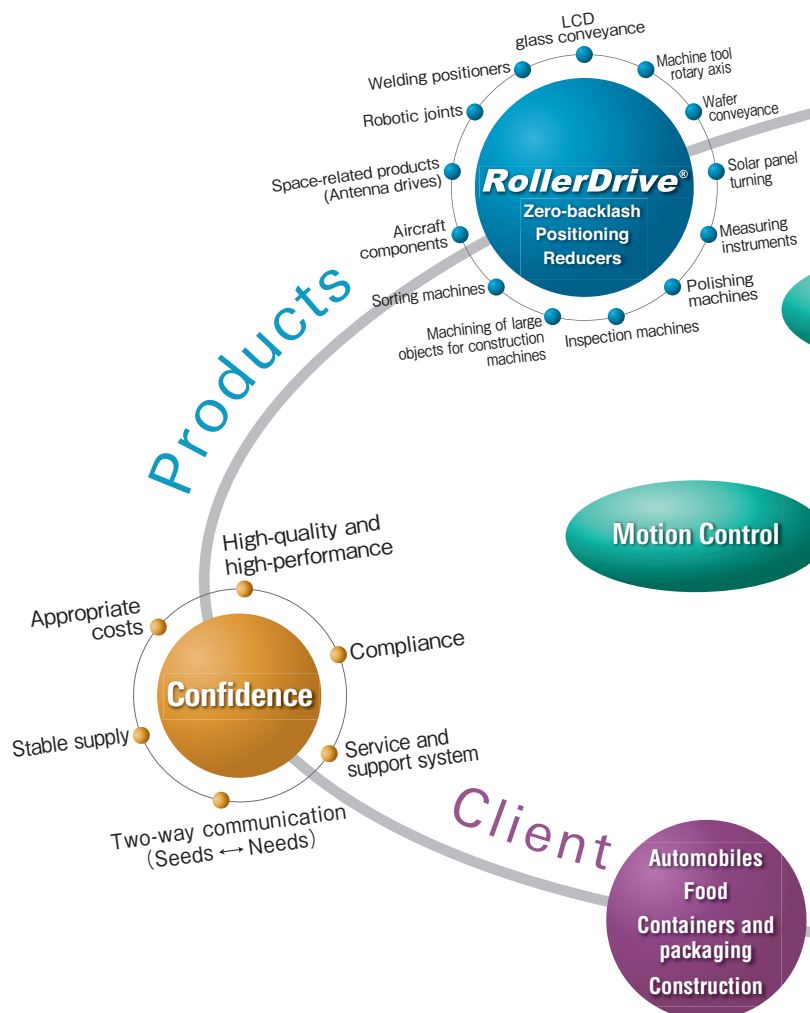 LCD
glass conveyance
Machine tool
rotary axis
Wafer
conveyance
Solar panel
turning
Measuring
instruments
Polishing
machines
Inspection machines
Machining of large
objects for construction
machines
Sorting machines
Aircraft
components
Space-related products
(Antenna drives)
Robotic joints
Welding positioners
RollerDrive®
Zero-backlash
Positioning
Reducers
Products
Motion Control
High-quality and
high-performance
Compliance
Service and
support system
Two-way communication
(Seeds ↔ Needs)
Stable supply
Appropriate
costs
Confidence
Client
Automobiles
Food
Containers and
packaging
Construction